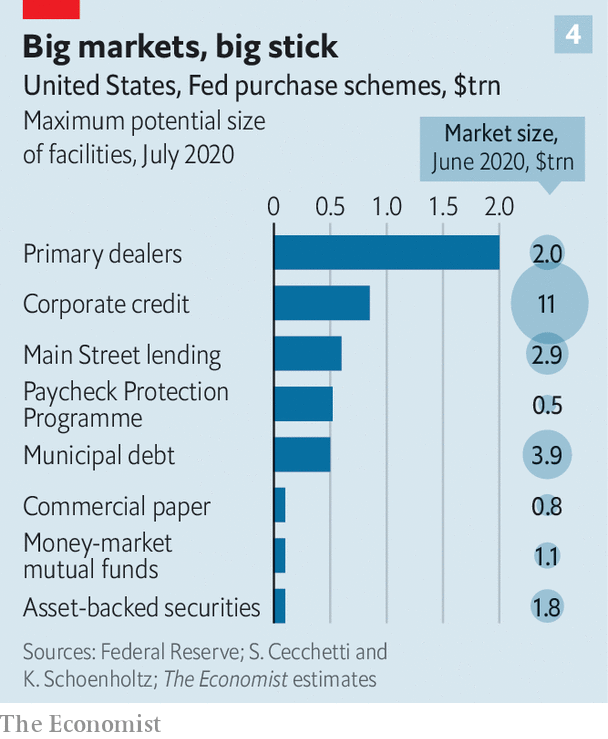 Big markets, big stick
4
United States, Fed purchase schemes, $trn
Maximum potential size
of facilities, July 2020
Market size,
June 2020, $trn
0 0.5 1.0 1.5 2.0
Primary dealers 2.0
Corporate credit 11
Main Street lending 2.9
Paycheck Protection
Programme 0.5
Municipal debt 3.9
Commercial paper 0.8
Money-market
mutual funds 1.1
Asset-backed securities 1.8
Sources: Federal Reserve; S. Cecchetti and
K. Schoenholtz; The Economist estimates
The Economist